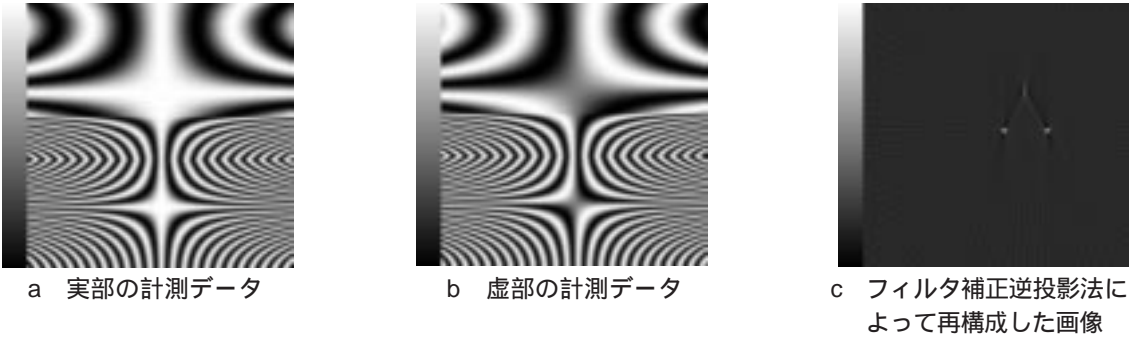 a 実部の計測データ
b 虚部の計測データ
c フィルタ補正逆投影法に
よって再構成した画像